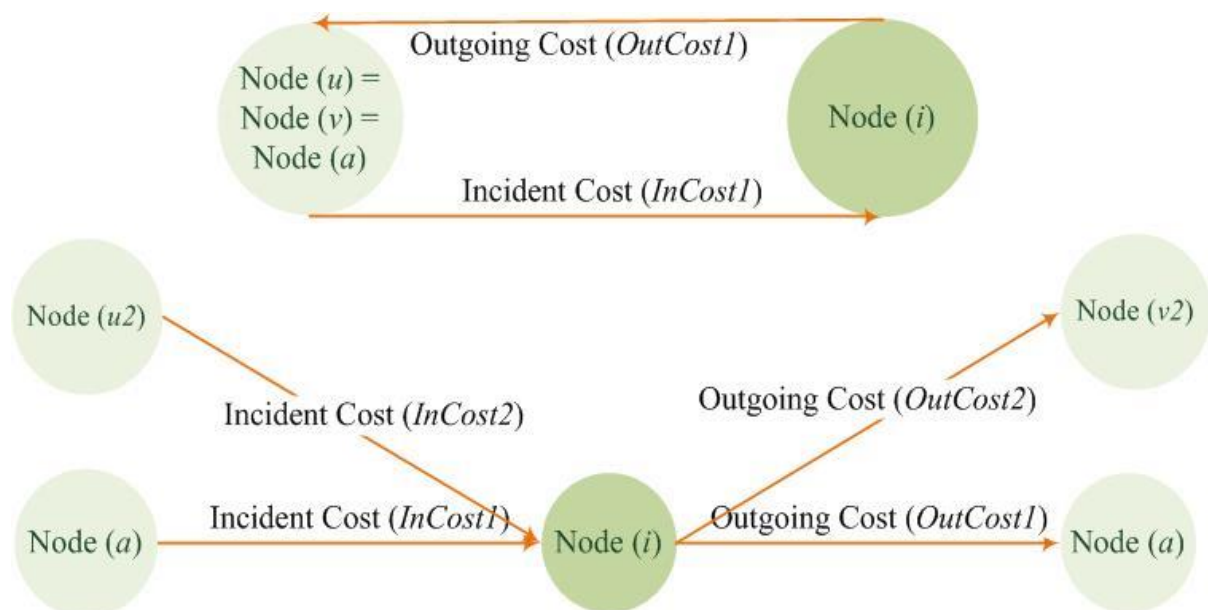 Outgoing Cost (OutCost1)
Node (u) =
Node (v) =
Node (a)
Node (i)
Incident Cost (InCost1)
Node (u2)
Node (v2)
Incident Cost (InCost2)
Outgoing Cost (OutCost2)
Incident Cost (InCost1)
Outgoing Cost (OutCost1)
Node (a)
Node (i)
Node (a)